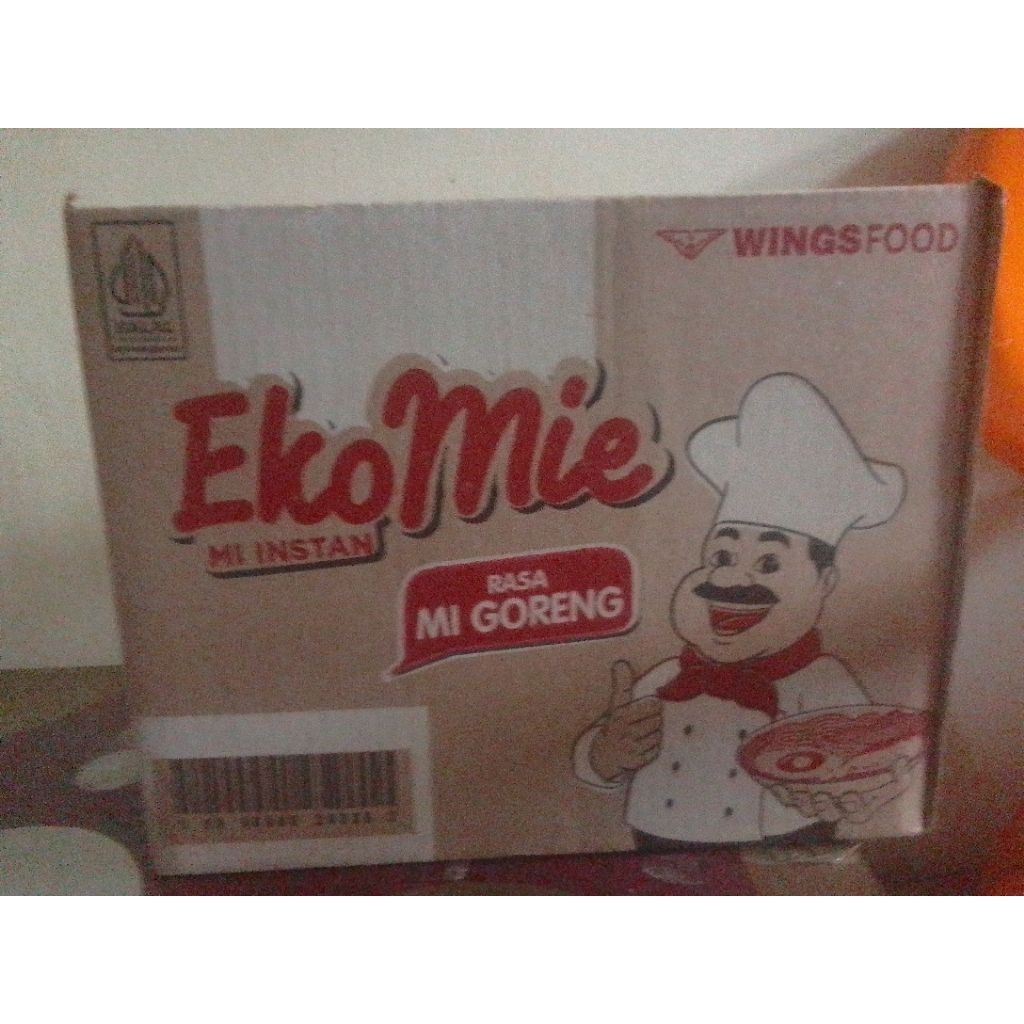 WINGSFOOD
EkoMie
MI INSTAN
RASA
MI GORENG